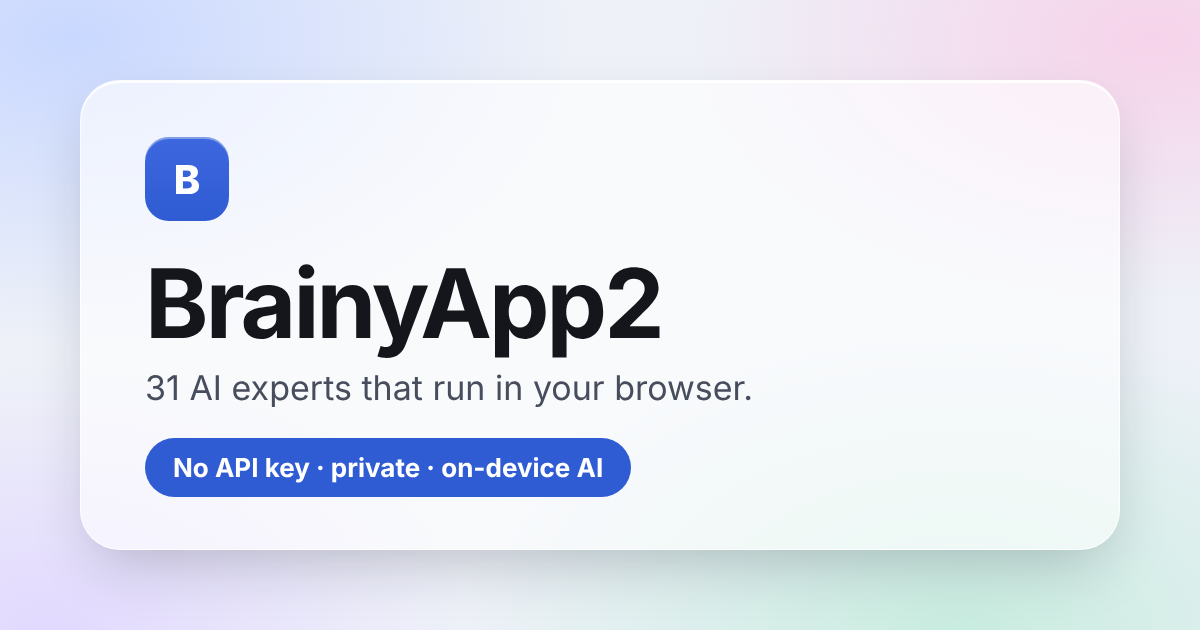 B
BrainyApp2
31 AI experts that run in your browser.
No API key · private · on-device AI